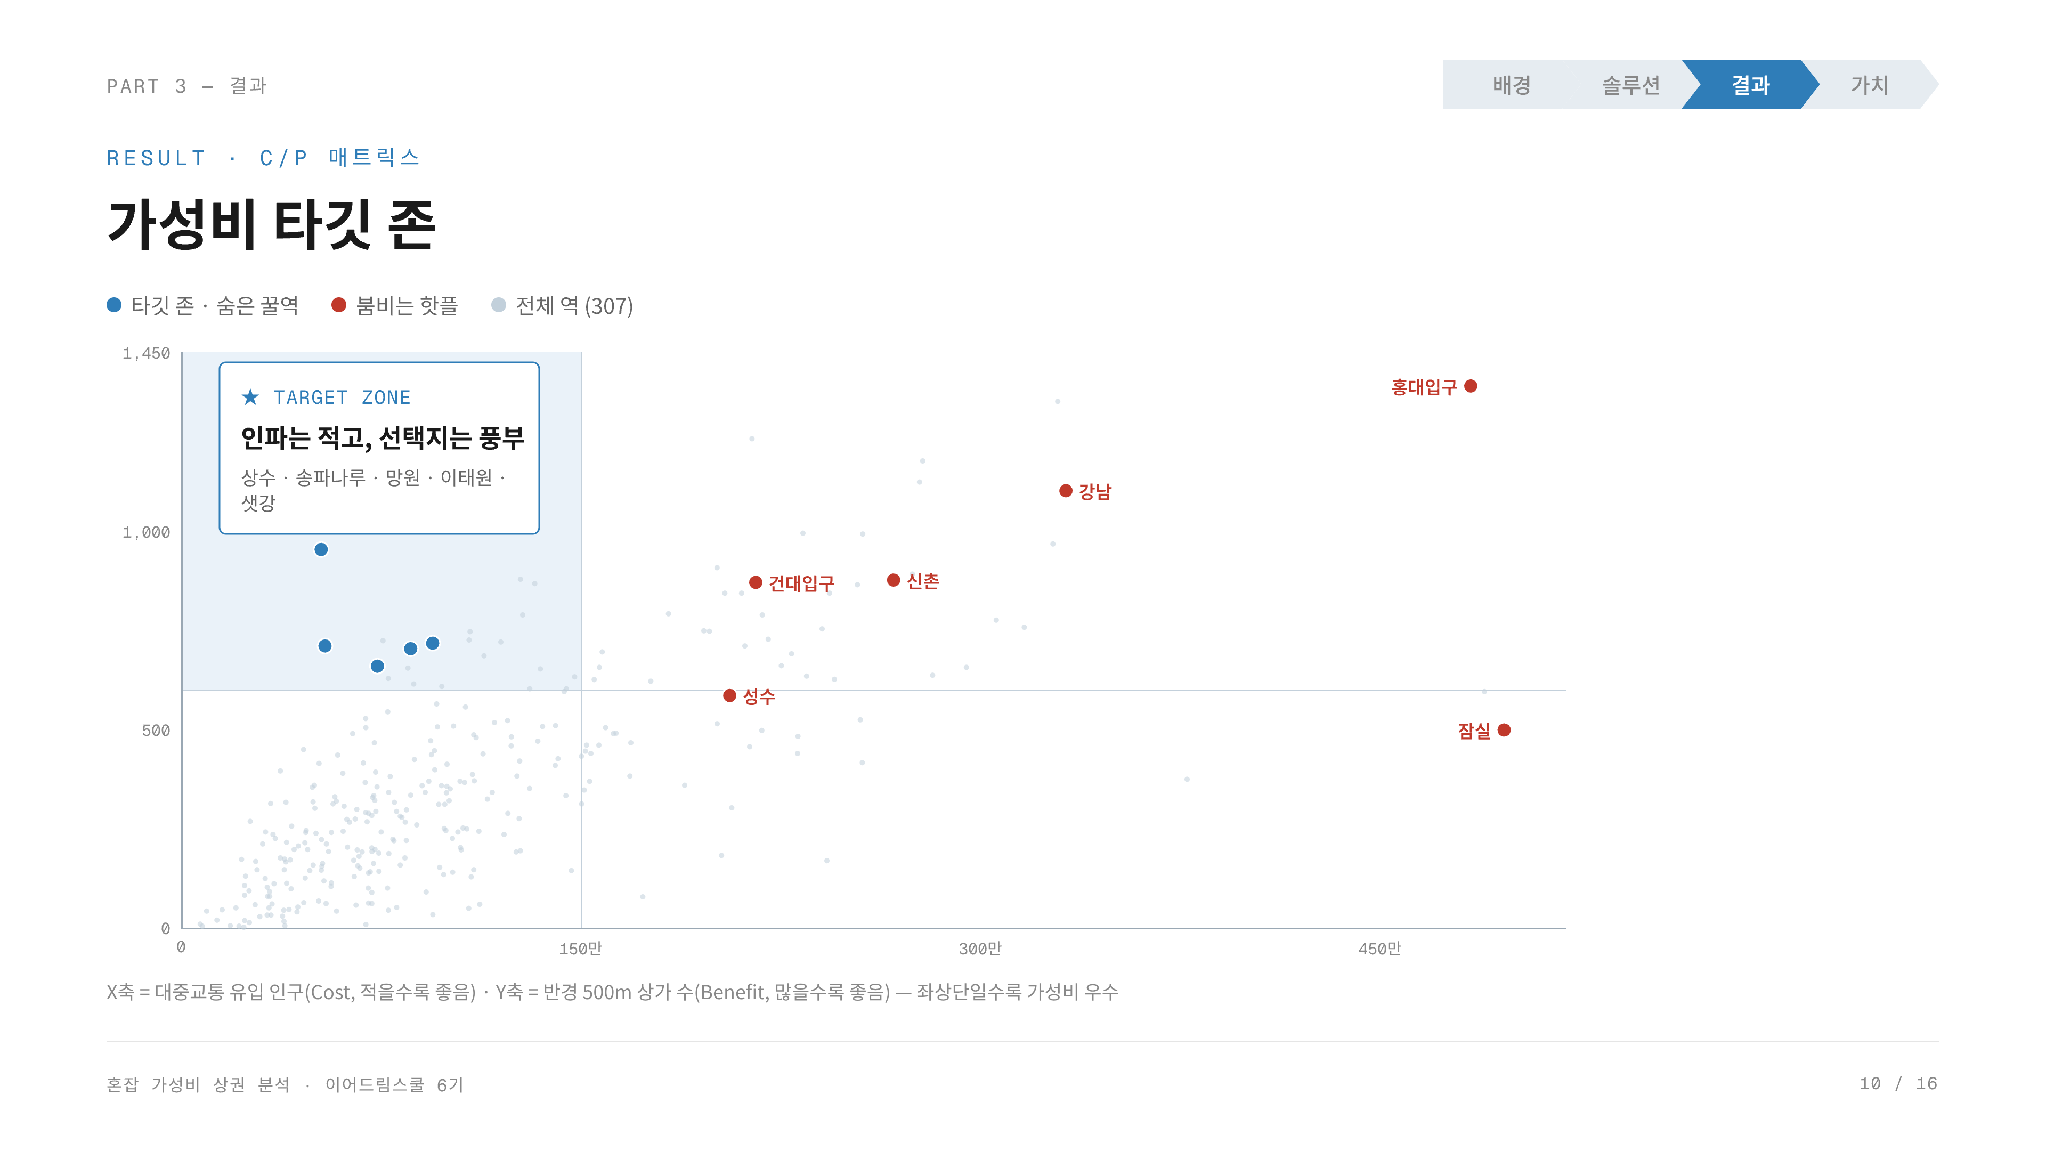 PART 3 — 결과
배경
솔루션
결과
가치
RESULT · C/P 매트릭스
가성비 타깃 존
타깃 존 · 숨은 꿀역
붐비는 핫플
전체 역 (307)
1,450
★ TARGET ZONE
인파는 적고, 선택지는 풍부
상수 · 송파나루 · 망원 · 이태원 ·
샛강
홍대입구
강남
1,000
건대입구
신촌
성수
500
잠실
0
0
150만
300만
450만
X축 = 대중교통 유입 인구(Cost, 적을수록 좋음) · Y축 = 반경 500m 상가 수(Benefit, 많을수록 좋음) — 좌상단일수록 가성비 우수
혼잡 가성비 상권 분석 · 이어드림스쿨 6기
10 / 16